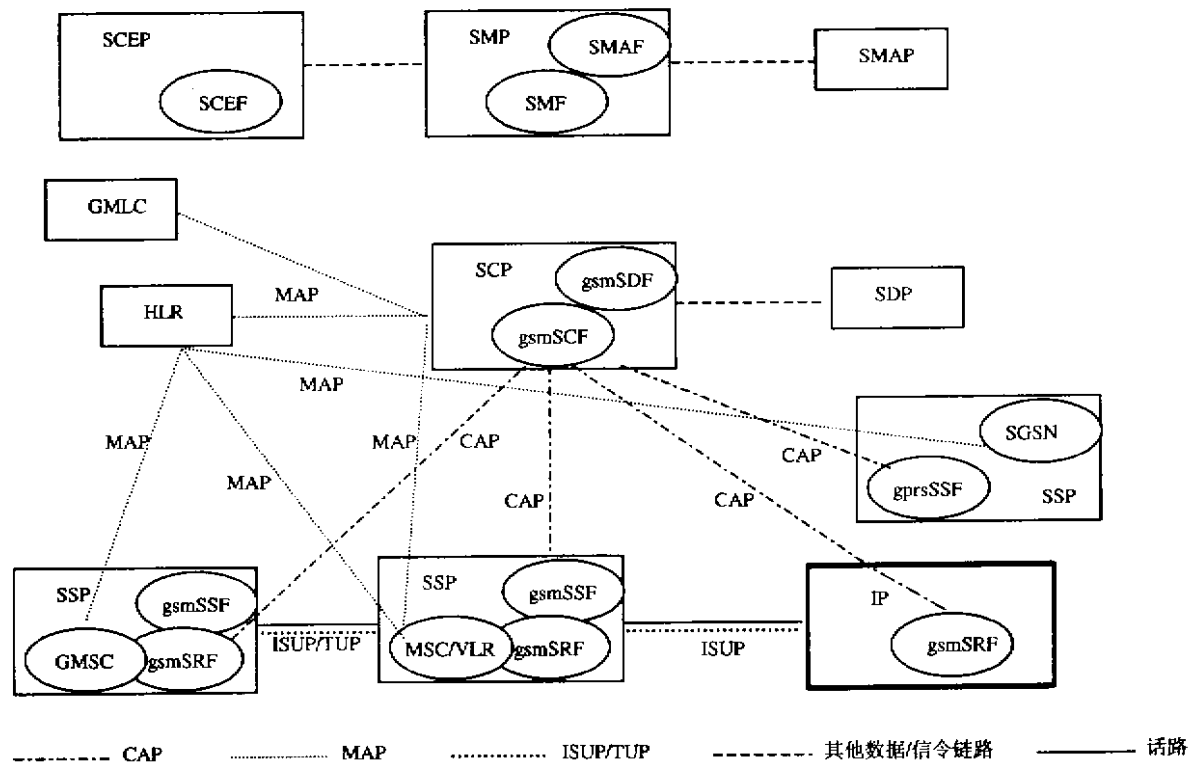 SCEP
SCEF
SMP
SMAF
SMF
SMAP
GMLC
HLR
MAP
SCP
gsmSDF
gsmSCF
SDP
MAP
MAP
MAP
CAP
MAP
CAP
CAP
CAP
SGSN
gprsSSF
SSP
SSP
gsmSSF
GMSC
gsmSRF
ISUP/TUP
SSP
gsmSSF
MSC/VLR
gsmSRF
ISUP
IP
gsmSRF
CAP
MAP
ISUP/TUP
其他数据/信令链路
话路